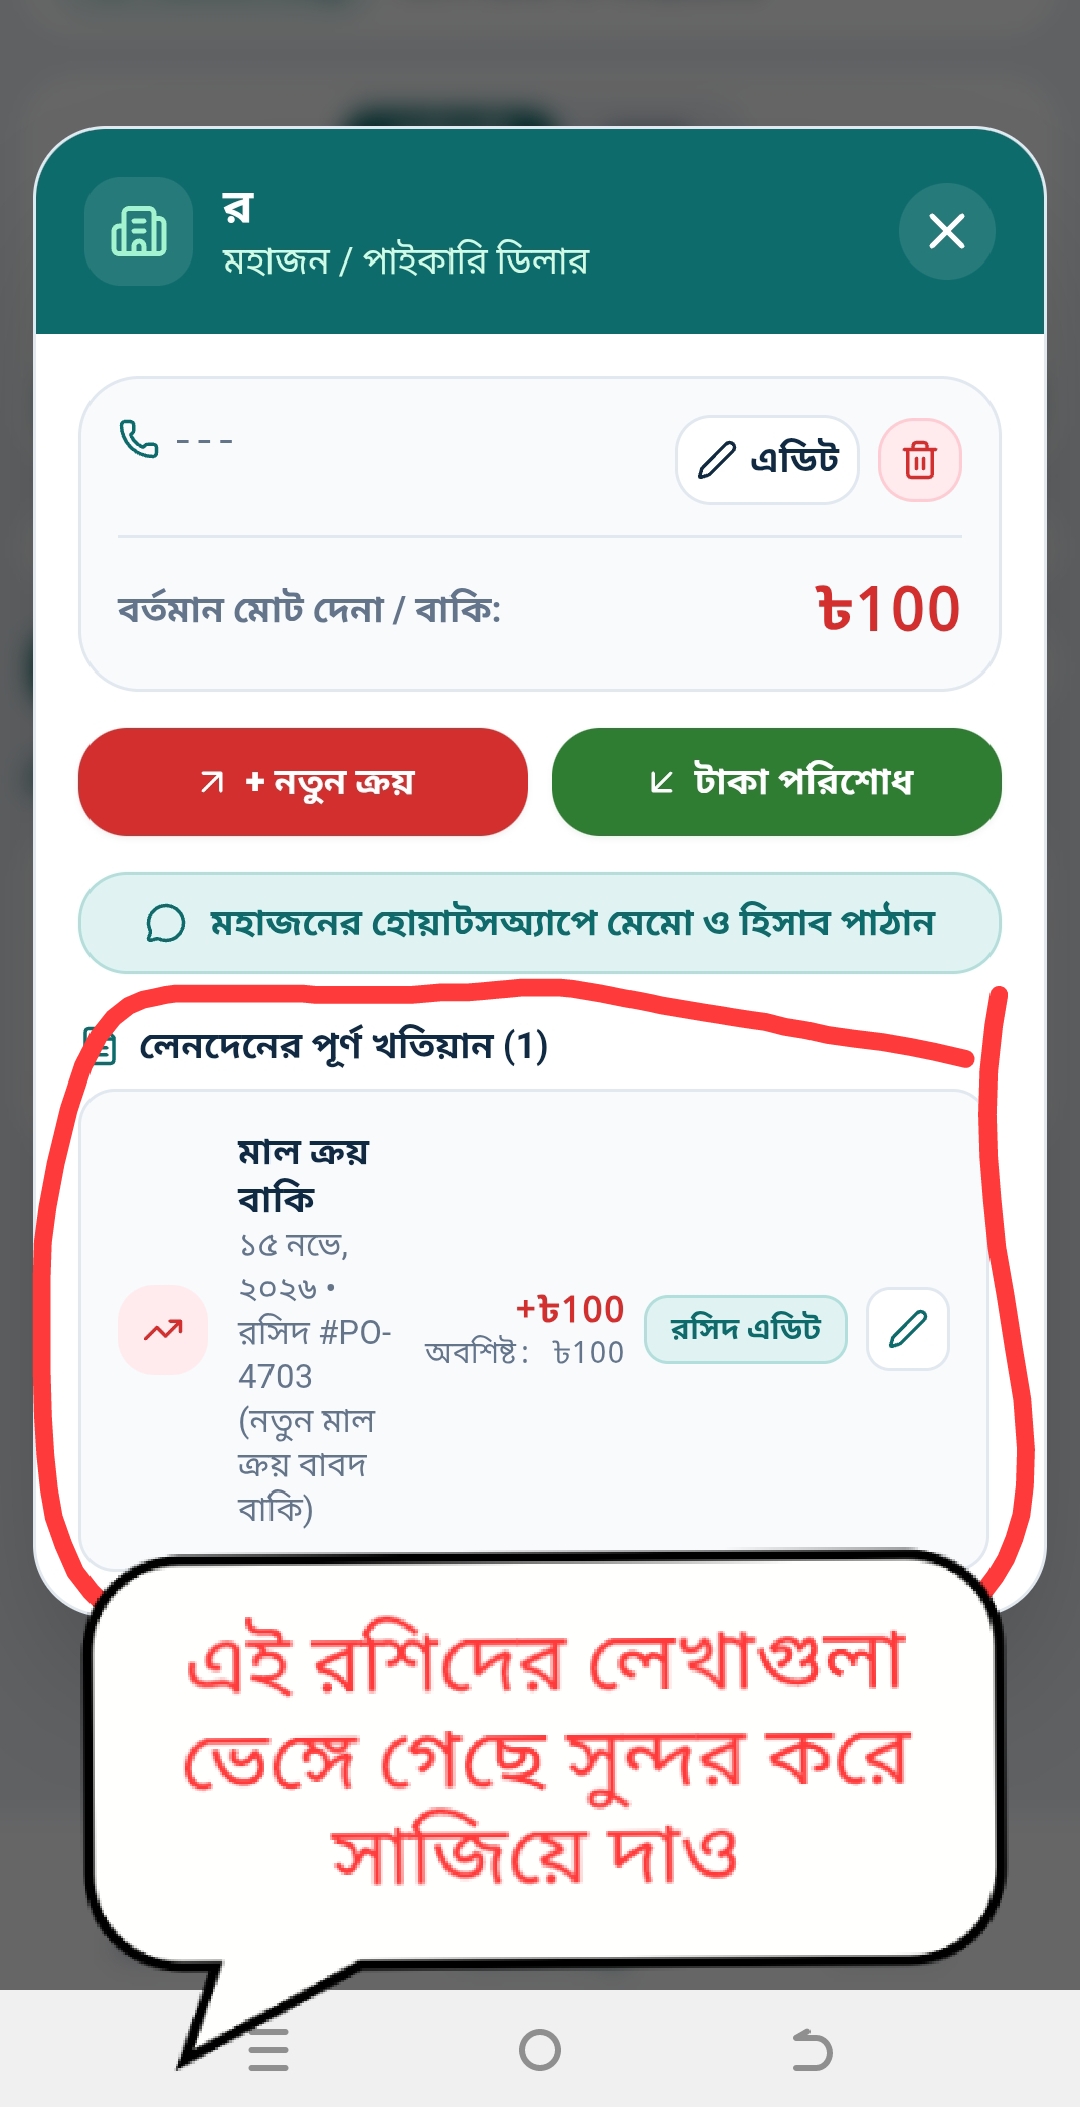 র
মহাজন / পাইকারি ডিলার
---
এডিট
বর্তমান মোট দেনা / বাকি:
৳100
+ নতুন ক্রয়
টাকা পরিশোধ
মহাজনের হোয়াটসঅ্যাপে মেমো ও হিসাব পাঠান
লেনদেনের পূর্ণ খতিয়ান (1)
মাল ক্রয়
বাকি
১৫ নভে,
২০২৬ •
রসিদ #PO-
4703
(নতুন মাল
ক্রয় বাবদ
বাকি)
+৳100
অবশিষ্ট: ৳100
রসিদ এডিট
এই রশিদের লেখাগুলা
ভেঙ্গে গেছে সুন্দর করে
সাজিয়ে দাও